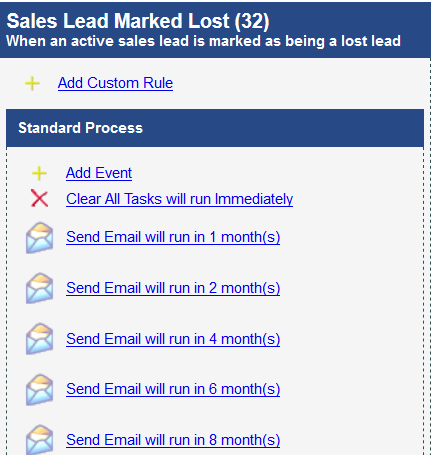 Sales Lead Marked Lost (32)
When an active sales lead is marked as being a lost lead
Add Custom Rule
Standard Process
Add Event
Clear All Tasks will run Immediately
Send Email will run in 1 month(s)
Send Email will run in 2 month(s)
Send Email will run in 4 month(s)
Send Email will run in 6 month(s)
Send Email will run in 8 month(s)